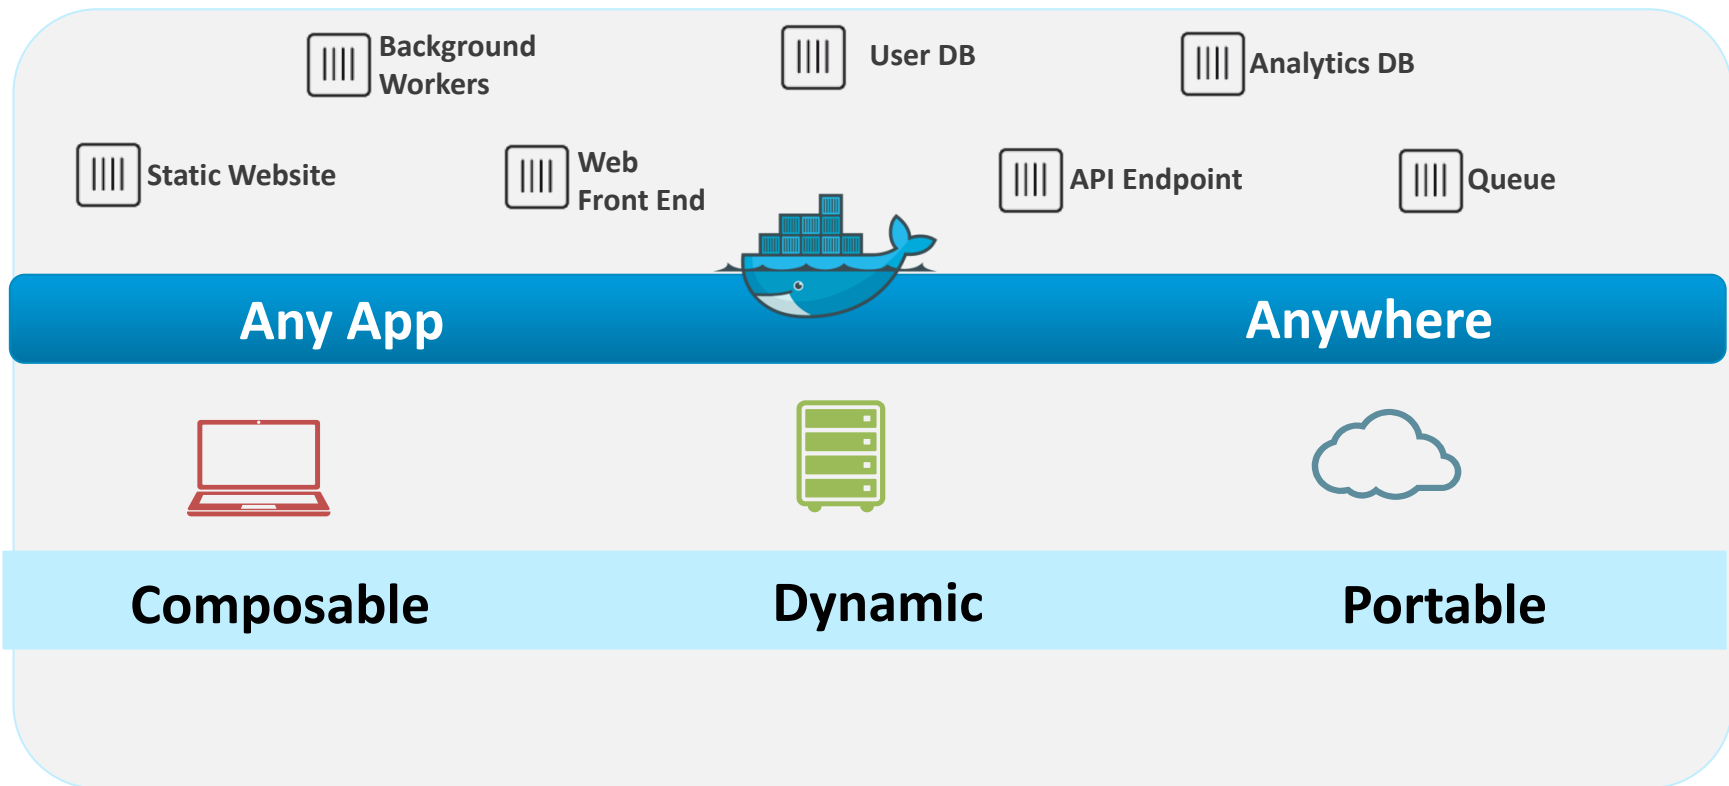 Background
Workers
User DB
Analytics DB
Static Website
Web
Front End
API Endpoint
Queue
Any App
Anywhere
Composable
Dynamic
Portable